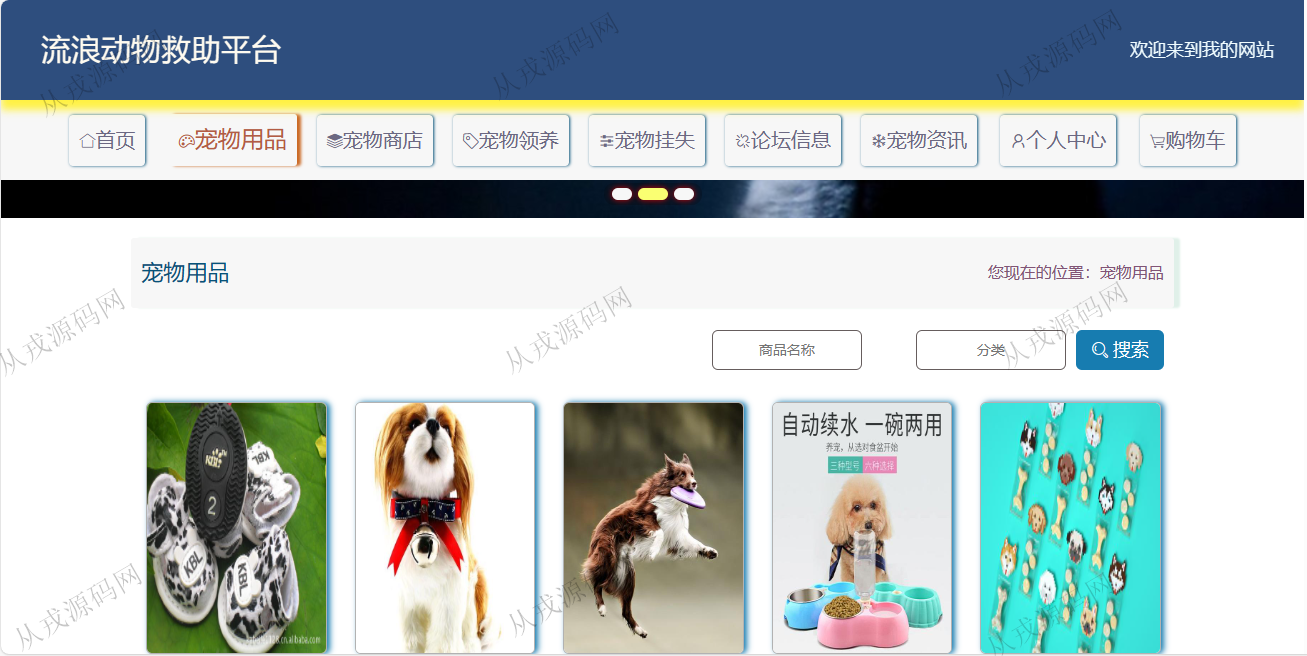 流浪动物救助平台
欢迎来到我的网站
首页
宠物用品
宠物商店
宠物领养
宠物挂失
论坛信息
宠物资讯
个人中心
购物车
宠物用品
您现在的位置：宠物用品
商品名称
分类
搜索
KBL
2
KBL
KBL
KBL
自动续水 一碗两用
养宠，从选对食盆开始
三种型号 六种选择
从戎源码网
从戎源码网
从戎源码网
从戎源码网
从戎源码网
从戎源码网
从戎源码网
从戎源码网
从戎源码网